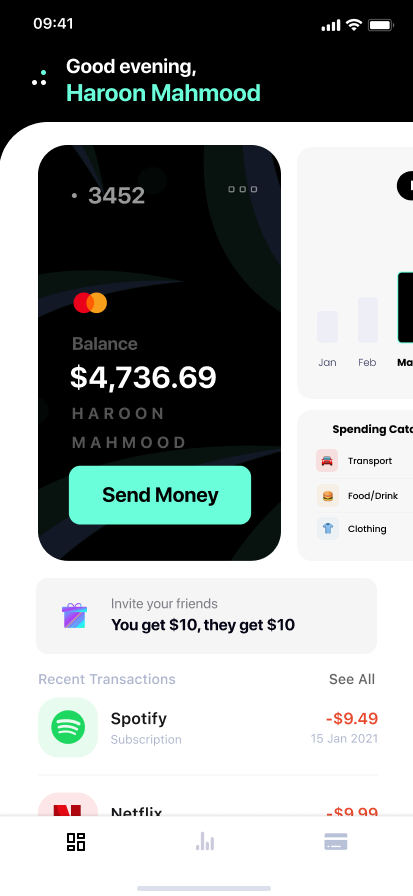 09:41
Good evening,
Haroon Mahmood
• 3452
Balance
$4,736.69
HAROON
MAHMOOD
Send Money
Jan
Feb
Spending
Transport
Food/Drink
Clothing
Invite your friends
You get $10, they get $10
Recent Transactions
See All
Spotify
-$9.49
Subscription
15 Jan 2021
Netflix
-$9.99